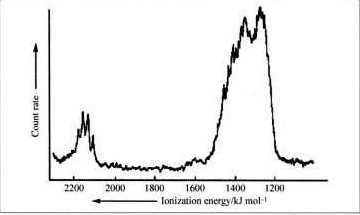 Count rate
2200 2000 1800 1600 1400 1200
Ionization energy/kJ mol⁻¹